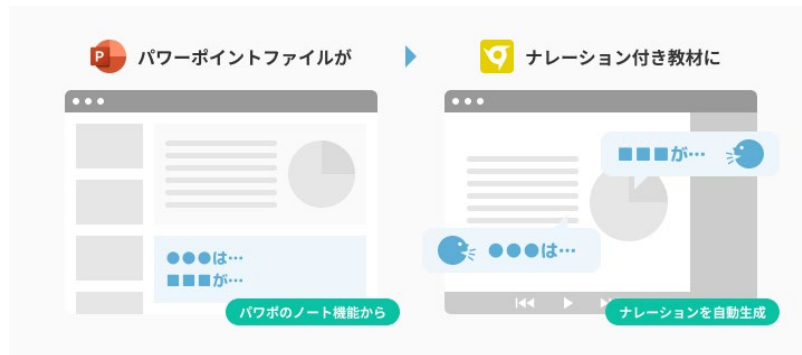 P パワーポイントファイルが
ナレーション付き教材に
●●●は…
■■■が…
パワポのノート機能から
■■■が…
●●●は…
ナレーションを自動生成